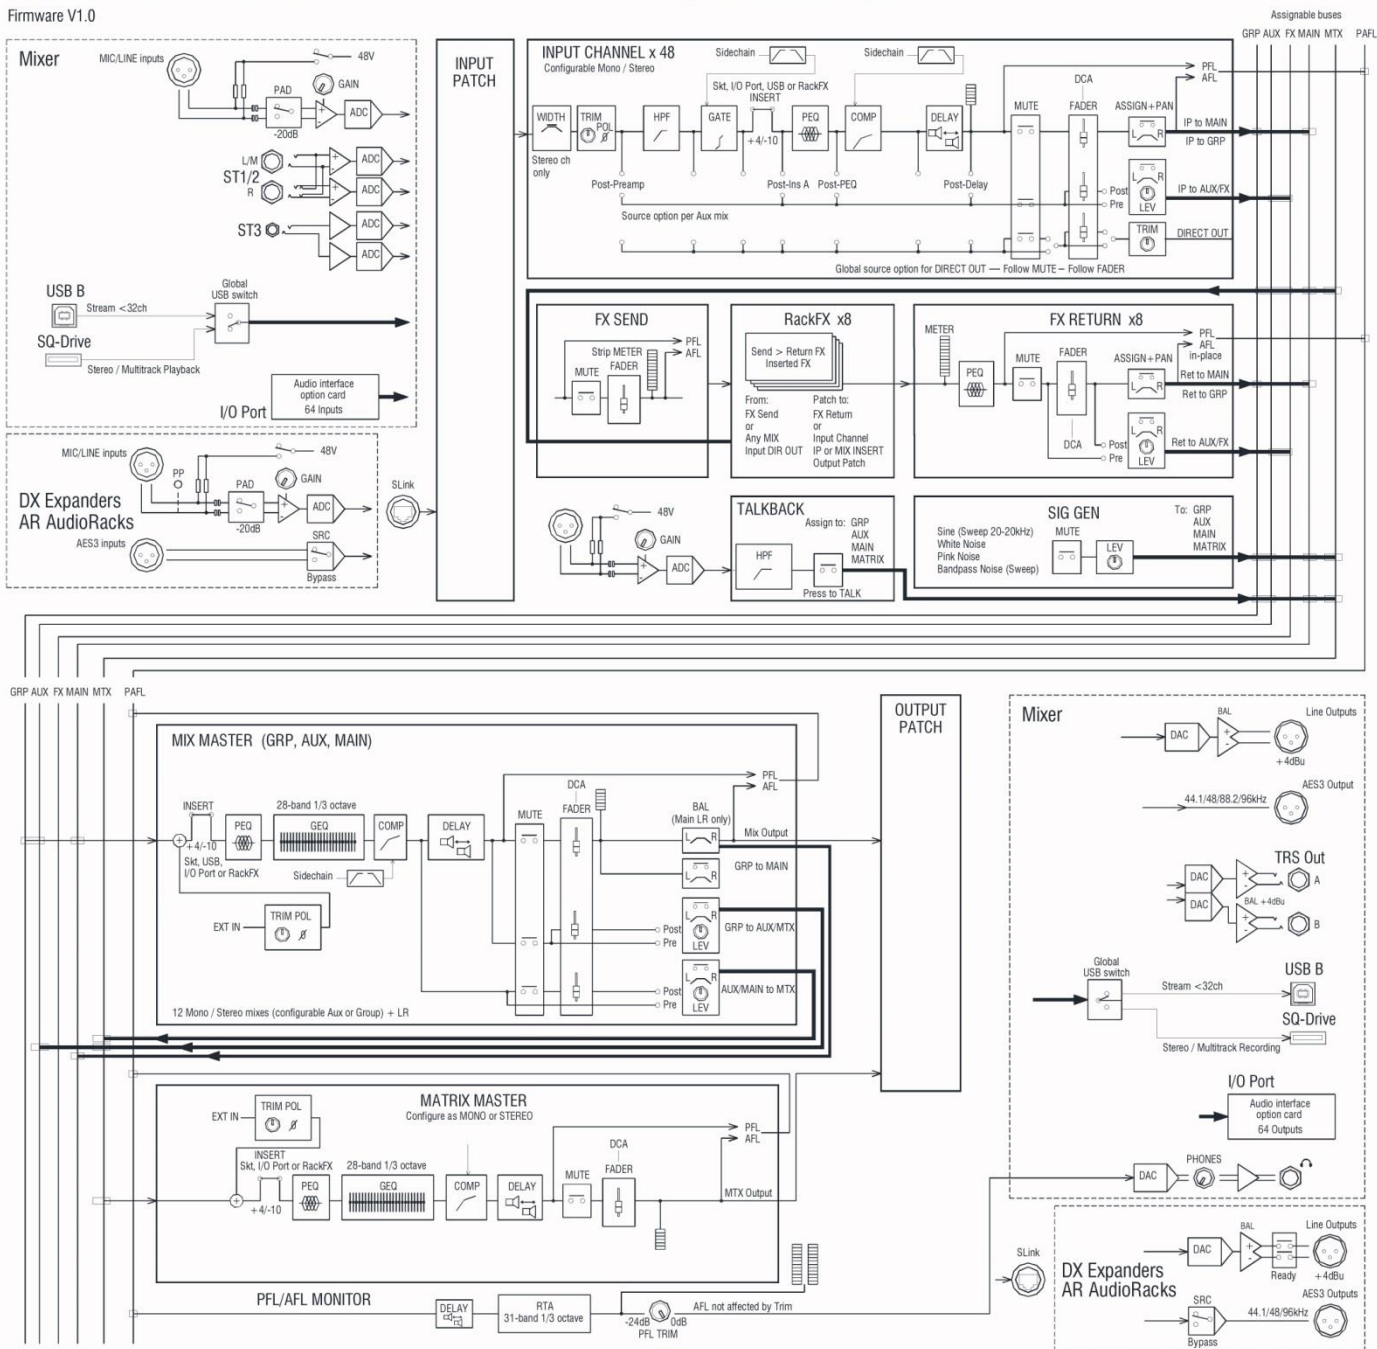 Firmware V1.0
Assignable buses
GRP AUX FX MAIN MTX PAFL
Mixer
MIC/LINE inputs
48V
GAIN
PAD
-20dB
+
-
ADC
L/M
ST1/2
R
+
-
ADC
+
-
ADC
ST3
ADC
ADC
USB B
Stream <32ch
Global
USB switch
SQ-Drive
Stereo / Multitrack Playback
I/O Port
Audio interface
option card
64 Inputs
MIC/LINE inputs
48V
PP
GAIN
PAD
-20dB
+
-
ADC
DX Expanders
AR AudioRacks
AES3 inputs
SRC
Bypass
SLink
INPUT
PATCH
INPUT CHANNEL x 48
Configurable Mono / Stereo
Sidechain
Sidechain
Skt, I/O Port, USB or RackFX
INSERT
WIDTH
Stereo ch
only
TRIM
POL
HPF
GATE
+4/-10
PEQ
COMP
DELAY
MUTE
DCA
FADER
ASSIGN+PAN
L R
PFL
AFL
IP to MAIN
IP to GRP
Post-Preamp
Post-Ins A
Post-PEQ
Post-Delay
Source option per Aux mix
Post
Pre
L R
LEV
IP to AUX/FX
TRIM
DIRECT OUT
Global source option for DIRECT OUT — Follow MUTE – Follow FADER
FX SEND
PFL
AFL
Strip METER
FADER
MUTE
RackFX x8
Send > Return FX
Inserted FX
From:
FX Send
or
Any MIX
Input DIR OUT
Patch to:
FX Return
or
Input Channel
IP or MIX INSERT
Output Patch
FX RETURN x8
METER
PEQ
MUTE
FADER
DCA
ASSIGN+PAN
L R
PFL
AFL
in-place
Ret to MAIN
Ret to GRP
Post
Pre
L R
LEV
Ret to AUX/FX
48V
GAIN
+
-
ADC
TALKBACK
Assign to: GRP
AUX
MAIN
MATRIX
HPF
Press to TALK
SIG GEN
Sine (Sweep 20-20kHz)
White Noise
Pink Noise
Bandpass Noise (Sweep)
MUTE
LEV
To: GRP
AUX
MAIN
MATRIX
GRP AUX FX MAIN MTX PAFL
MIX MASTER (GRP, AUX, MAIN)
INSERT
+4/-10
Skt, USB,
I/O Port or RackFX
PEQ
28-band 1/3 octave
GEQ
COMP
Sidechain
DELAY
MUTE
DCA
FADER
PFL
AFL
BAL
(Main LR only)
L R
Mix Output
L R
GRP to MAIN
EXT IN
TRIM POL
Post
Pre
L R
LEV
GRP to AUX/MTX
Post
Pre
L R
LEV
AUX/MAIN to MTX
12 Mono / Stereo mixes (configurable Aux or Group) + LR
MATRIX MASTER
Configure as MONO or STEREO
EXT IN
TRIM POL
INSERT
Skt, I/O Port or RackFX
+4/-10
PEQ
28-band 1/3 octave
GEQ
COMP
DELAY
MUTE
DCA
FADER
PFL
AFL
MTX Output
PFL/AFL MONITOR
DELAY
RTA
31-band 1/3 octave
-24dB 0dB
PFL TRIM
AFL not affected by Trim
OUTPUT
PATCH
Mixer
DAC
BAL
+
-
Line Outputs
+4dBu
44.1/48/88.2/96kHz
AES3 Output
TRS Out
DAC
DAC
+
-
A
BAL +4dBu
+
-
B
Global
USB switch
Stream <32ch
USB B
SQ-Drive
Stereo / Multitrack Recording
I/O Port
Audio interface
option card
64 Outputs
DAC
PHONES
SLink
DX Expanders
AR AudioRacks
DAC
BAL
+
-
Ready
Line Outputs
+4dBu
SRC
Bypass
44.1/48/96kHz
AES3 Outputs